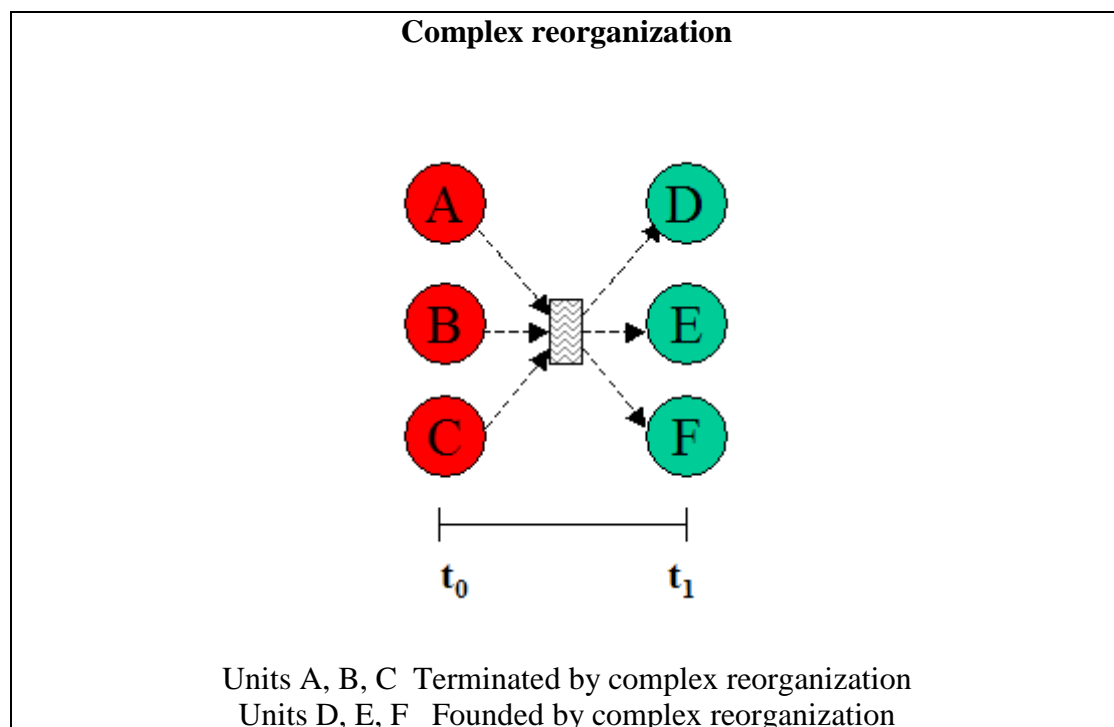 Complex reorganization
A D
B E
C F
t₀ t₁
Units A, B, C Terminated by complex reorganization
Units D, E, F Founded by complex reorganization